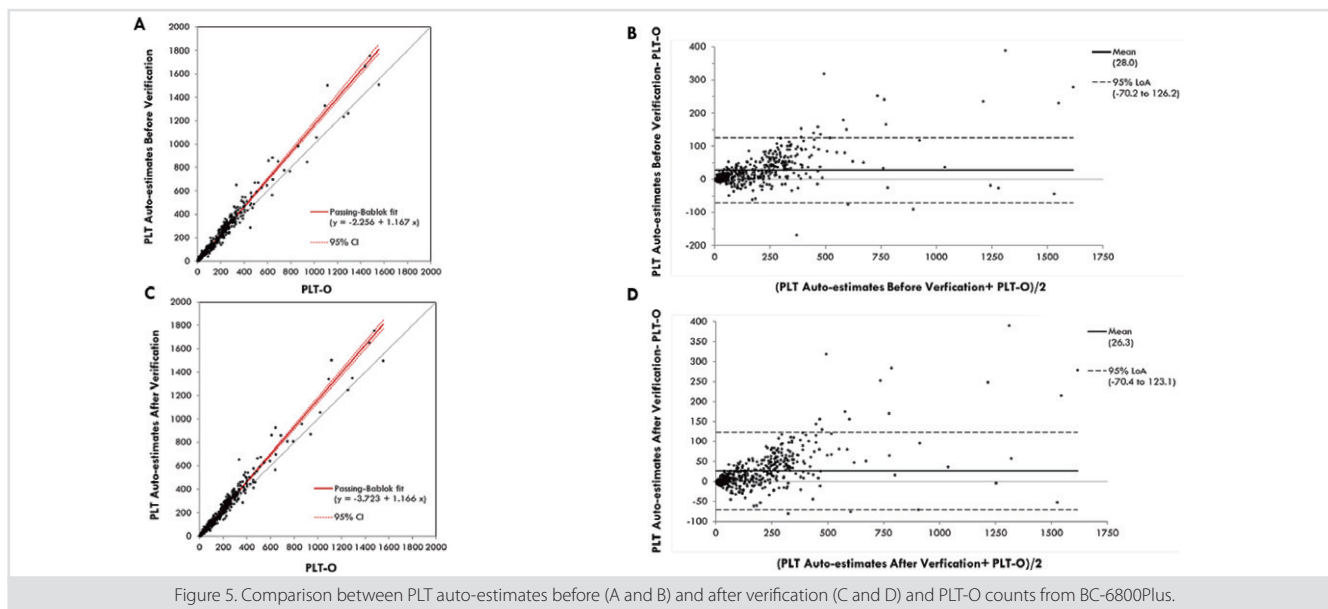 A
2000
1800
1600
1400
1200
1000
800
600
400
200
0
PLT Auto-estimates Before Verification
Passing-Bablok fit
(y = -2.256 + 1.167 x)
95% CI
0 200 400 600 800 1000 1200 1400 1600 1800 2000
PLT-O
B
400
300
200
100
0
-100
-200
PLT Auto-estimates Before Verification- PLT-O
Mean
(28.0)
95% LoA
(-70.2 to 126.2)
0 250 500 750 1000 1250 1500 1750
(PLT Auto-estimates Before Verfication+ PLT-O)/2
C
2000
1800
1600
1400
1200
1000
800
600
400
200
0
PLT Auto-estimates After Verification
Passing-Bablok fit
(y = -3.723 + 1.166 x)
95% CI
0 200 400 600 800 1000 1200 1400 1600 1800 2000
PLT-O
D
400
350
300
250
200
150
100
50
0
-50
-100
PLT Auto-estimates After Verification- PLT-O
Mean
(26.3)
95% LoA
(-70.4 to 123.1)
0 250 500 750 1000 1250 1500 1750
(PLT Auto-estimates After Verfication+ PLT-O)/2
Figure 5. Comparison between PLT auto-estimates before (A and B) and after verification (C and D) and PLT-O counts from BC-6800Plus.